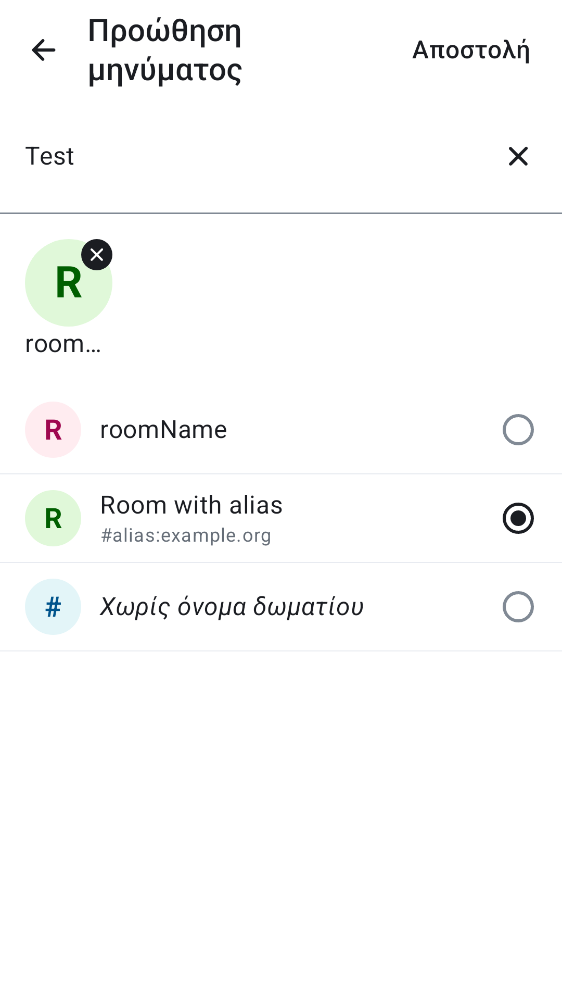 Προώθηση
μηνύματος
Αποστολή
Test
R
room…
R
roomName
R
Room with alias
#alias:example.org
#
Χωρίς όνομα δωματίου